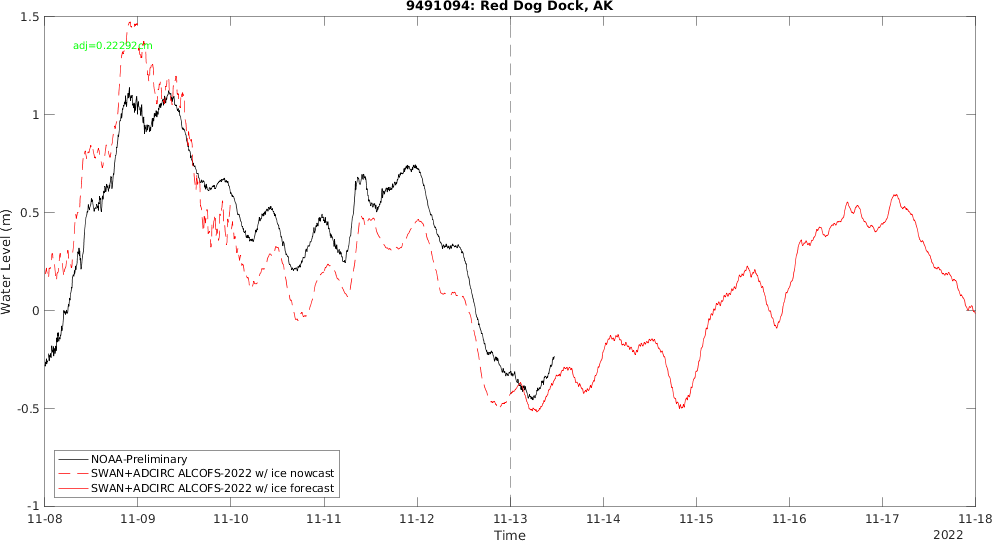 9491094: Red Dog Dock, AK
adj=0.22292cm
Water Level (m)
1.5
1
0.5
0
-0.5
-1
NOAA-Preliminary
SWAN+ADCIRC ALCOFS-2022 w/ ice nowcast
SWAN+ADCIRC ALCOFS-2022 w/ ice forecast
11-08 11-09 11-10 11-11 11-12 11-13 11-14 11-15 11-16 11-17 11-18
Time
2022